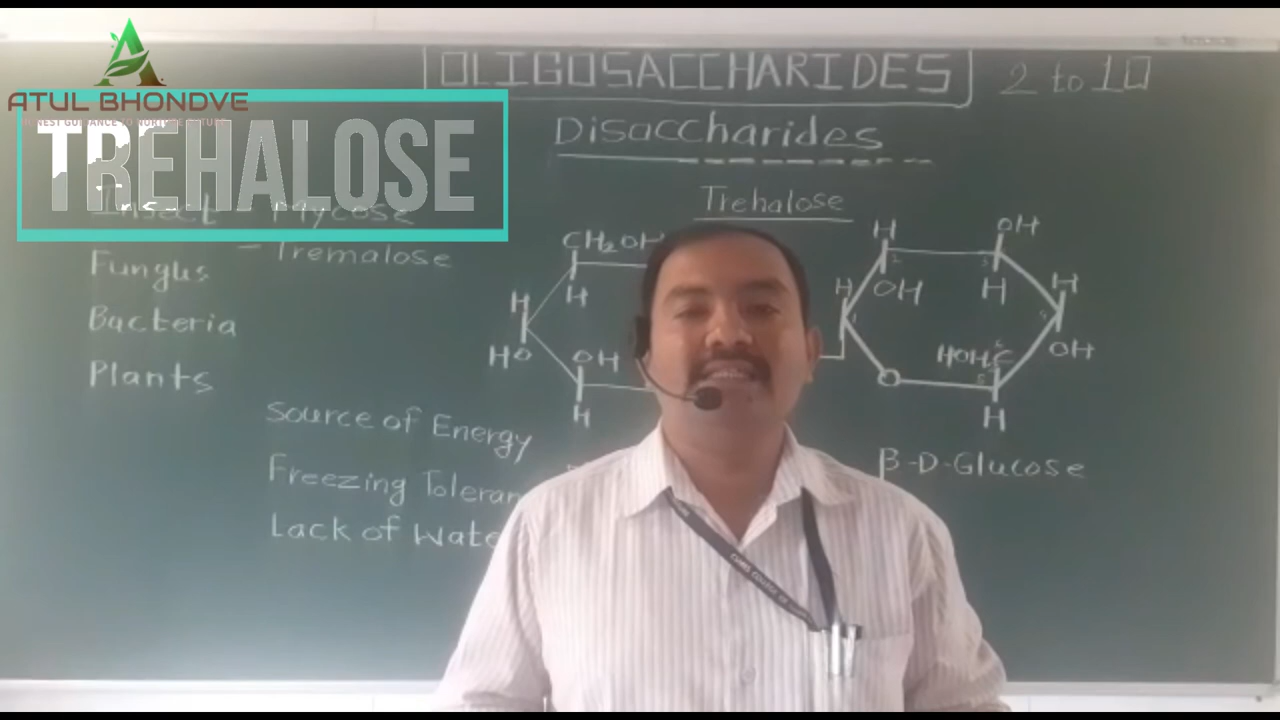 ATUL BHONDVE
TREHALOSE
OLIGOSACCHARIDES 2 to 10
Disaccharides
Trehalose
Insect - Mycose
- Tremalose
Fungus
Bacteria
Plants
Source of Energy
Freezing Toleran
Lack of Wate
CH2OH
H
H
HO
OH
H
H
OH
H
OH
H
H
OH
HOH2C
O
H
β-D-Glucose